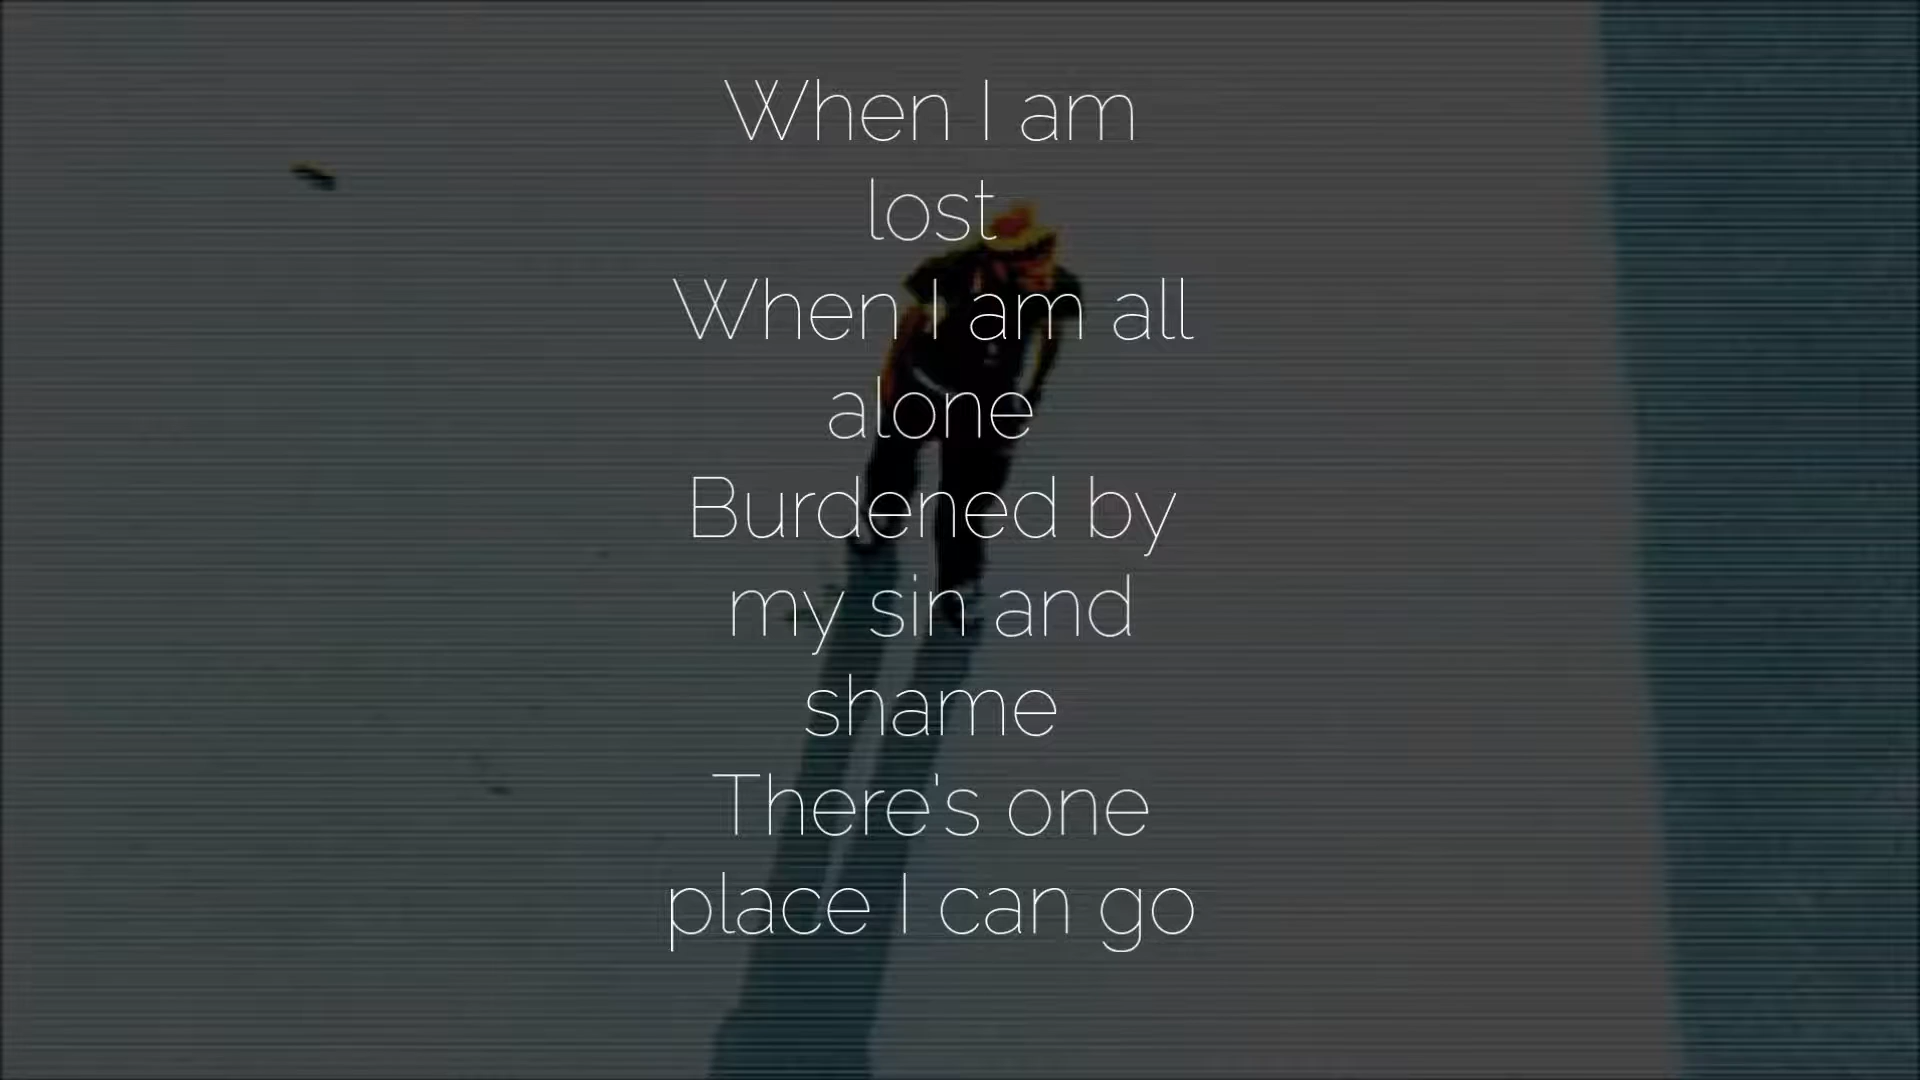 When I am
lost
When I am all
alone
Burdened by
my sin and
shame
There's one
place I can go